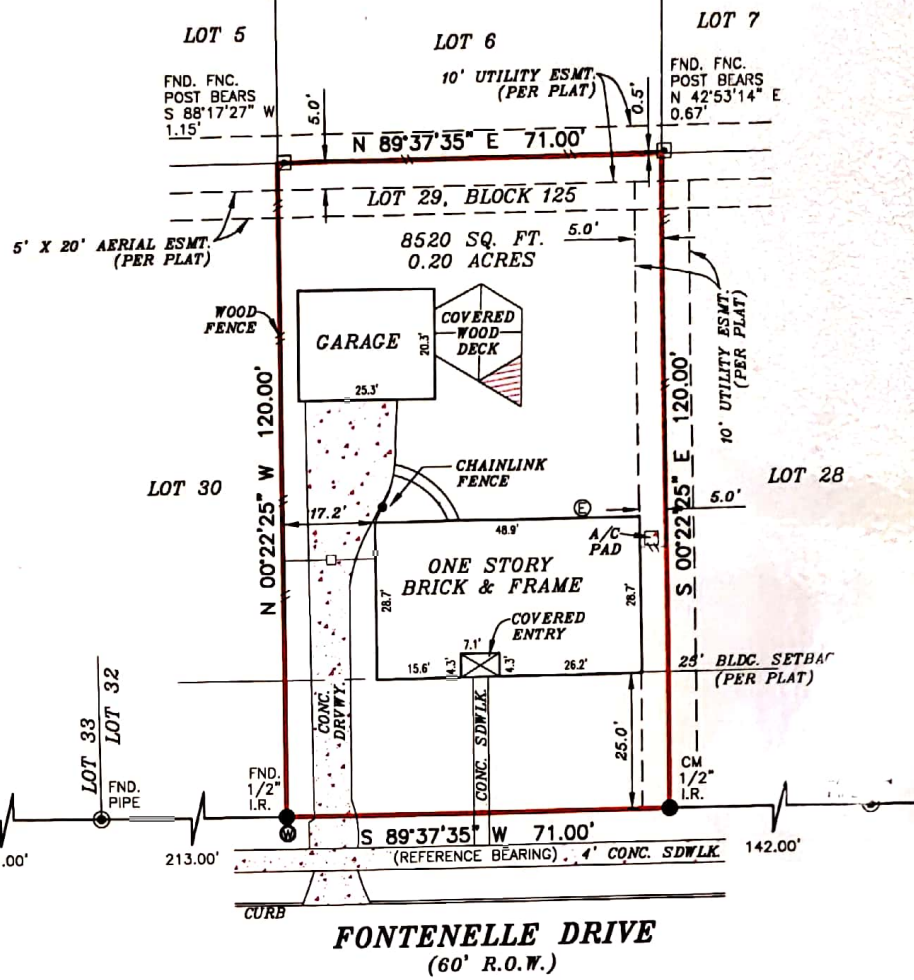 LOT 5
LOT 6
LOT 7
FND. FNC.
POST BEARS
S 88°17'27" W
1.15'
5.0'
10' UTILITY ESMT.
(PER PLAT)
0.5'
FND. FNC.
POST BEARS
N 42°53'14" E
0.67'
N 89°37'35" E 71.00'
LOT 29, BLOCK 125
5' X 20' AERIAL ESMT.
(PER PLAT)
8520 SQ. FT.
0.20 ACRES
5.0'
WOOD
FENCE
GARAGE
20.3'
25.3'
COVERED
WOOD
DECK
10' UTILITY ESMT.
(PER PLAT)
N 00°22'25" W 120.00'
S 00°22'25" E 120.00'
LOT 30
LOT 28
CHAINLINK
FENCE
17.2'
E
5.0'
48.9'
A/C
PAD
ONE STORY
BRICK & FRAME
28.7'
28.7'
COVERED
ENTRY
7.1'
15.6'
4.3'
4.3'
26.2'
25' BLDG. SETBAC
(PER PLAT)
LOT 33
LOT 32
CONC.
DRVWY.
CONC. SDWLK.
25.0'
FND.
PIPE
FND.
1/2"
I.R.
CM
1/2"
I.R.
W
S 89°37'35" W 71.00'
(REFERENCE BEARING)
4' CONC. SDWLK
.00'
213.00'
142.00'
CURB
FONTENELLE DRIVE
(60' R.O.W.)